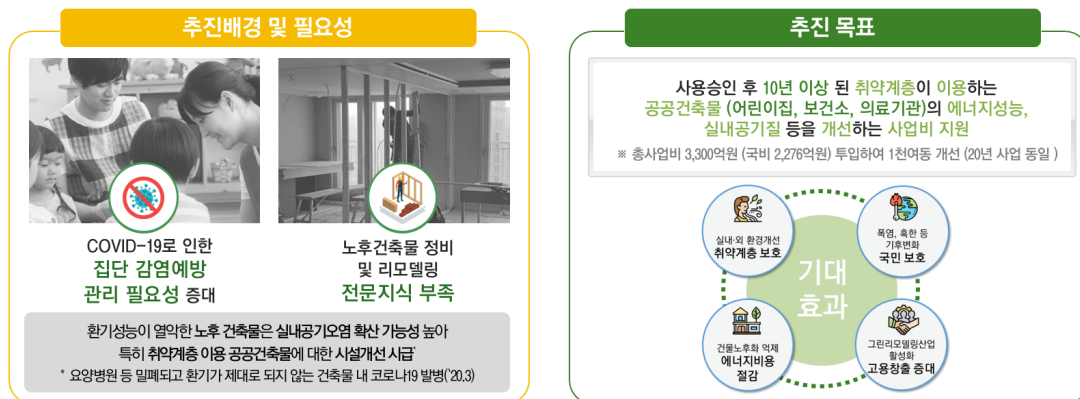 추진배경 및 필요성
COVID-19로 인한
집단 감염예방
관리 필요성 증대
노후건축물 정비
및 리모델링
전문지식 부족
환기성능이 열악한 노후 건축물은 실내공기오염 확산 가능성 높아
특히 취약계층 이용 공공건축물에 대한 시설개선 시급*
* 요양병원 등 밀폐되고 환기가 제대로 되지 않는 건축물 내 코로나19 발병('20.3)
추진 목표
사용승인 후 10년 이상 된 취약계층이 이용하는
공공건축물 (어린이집, 보건소, 의료기관)의 에너지성능,
실내공기질 등을 개선하는 사업비 지원
※ 총사업비 3,300억원 (국비 2,276억원) 투입하여 1천여동 개선 (20년 사업 동일 )
실내·외 환경개선
취약계층 보호
폭염, 혹한 등
기후변화
국민 보호
기대
효과
건물노후화 억제
에너지비용
절감
그린리모델링산업
활성화
고용창출 증대